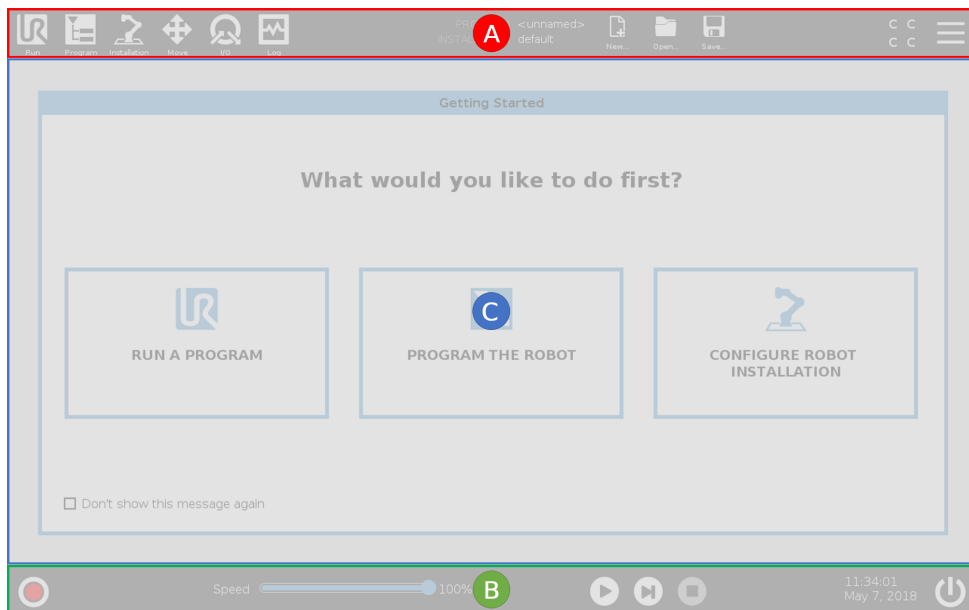 Run Program Installation Move I/O Log
PR
INSTA
A
<unnamed>
default
New... Open... Save...
C C
C C
Getting Started
What would you like to do first?
C
RUN A PROGRAM
PROGRAM THE ROBOT
CONFIGURE ROBOT
INSTALLATION
Don't show this message again
Speed 100%
B
11:34:01
May 7, 2018